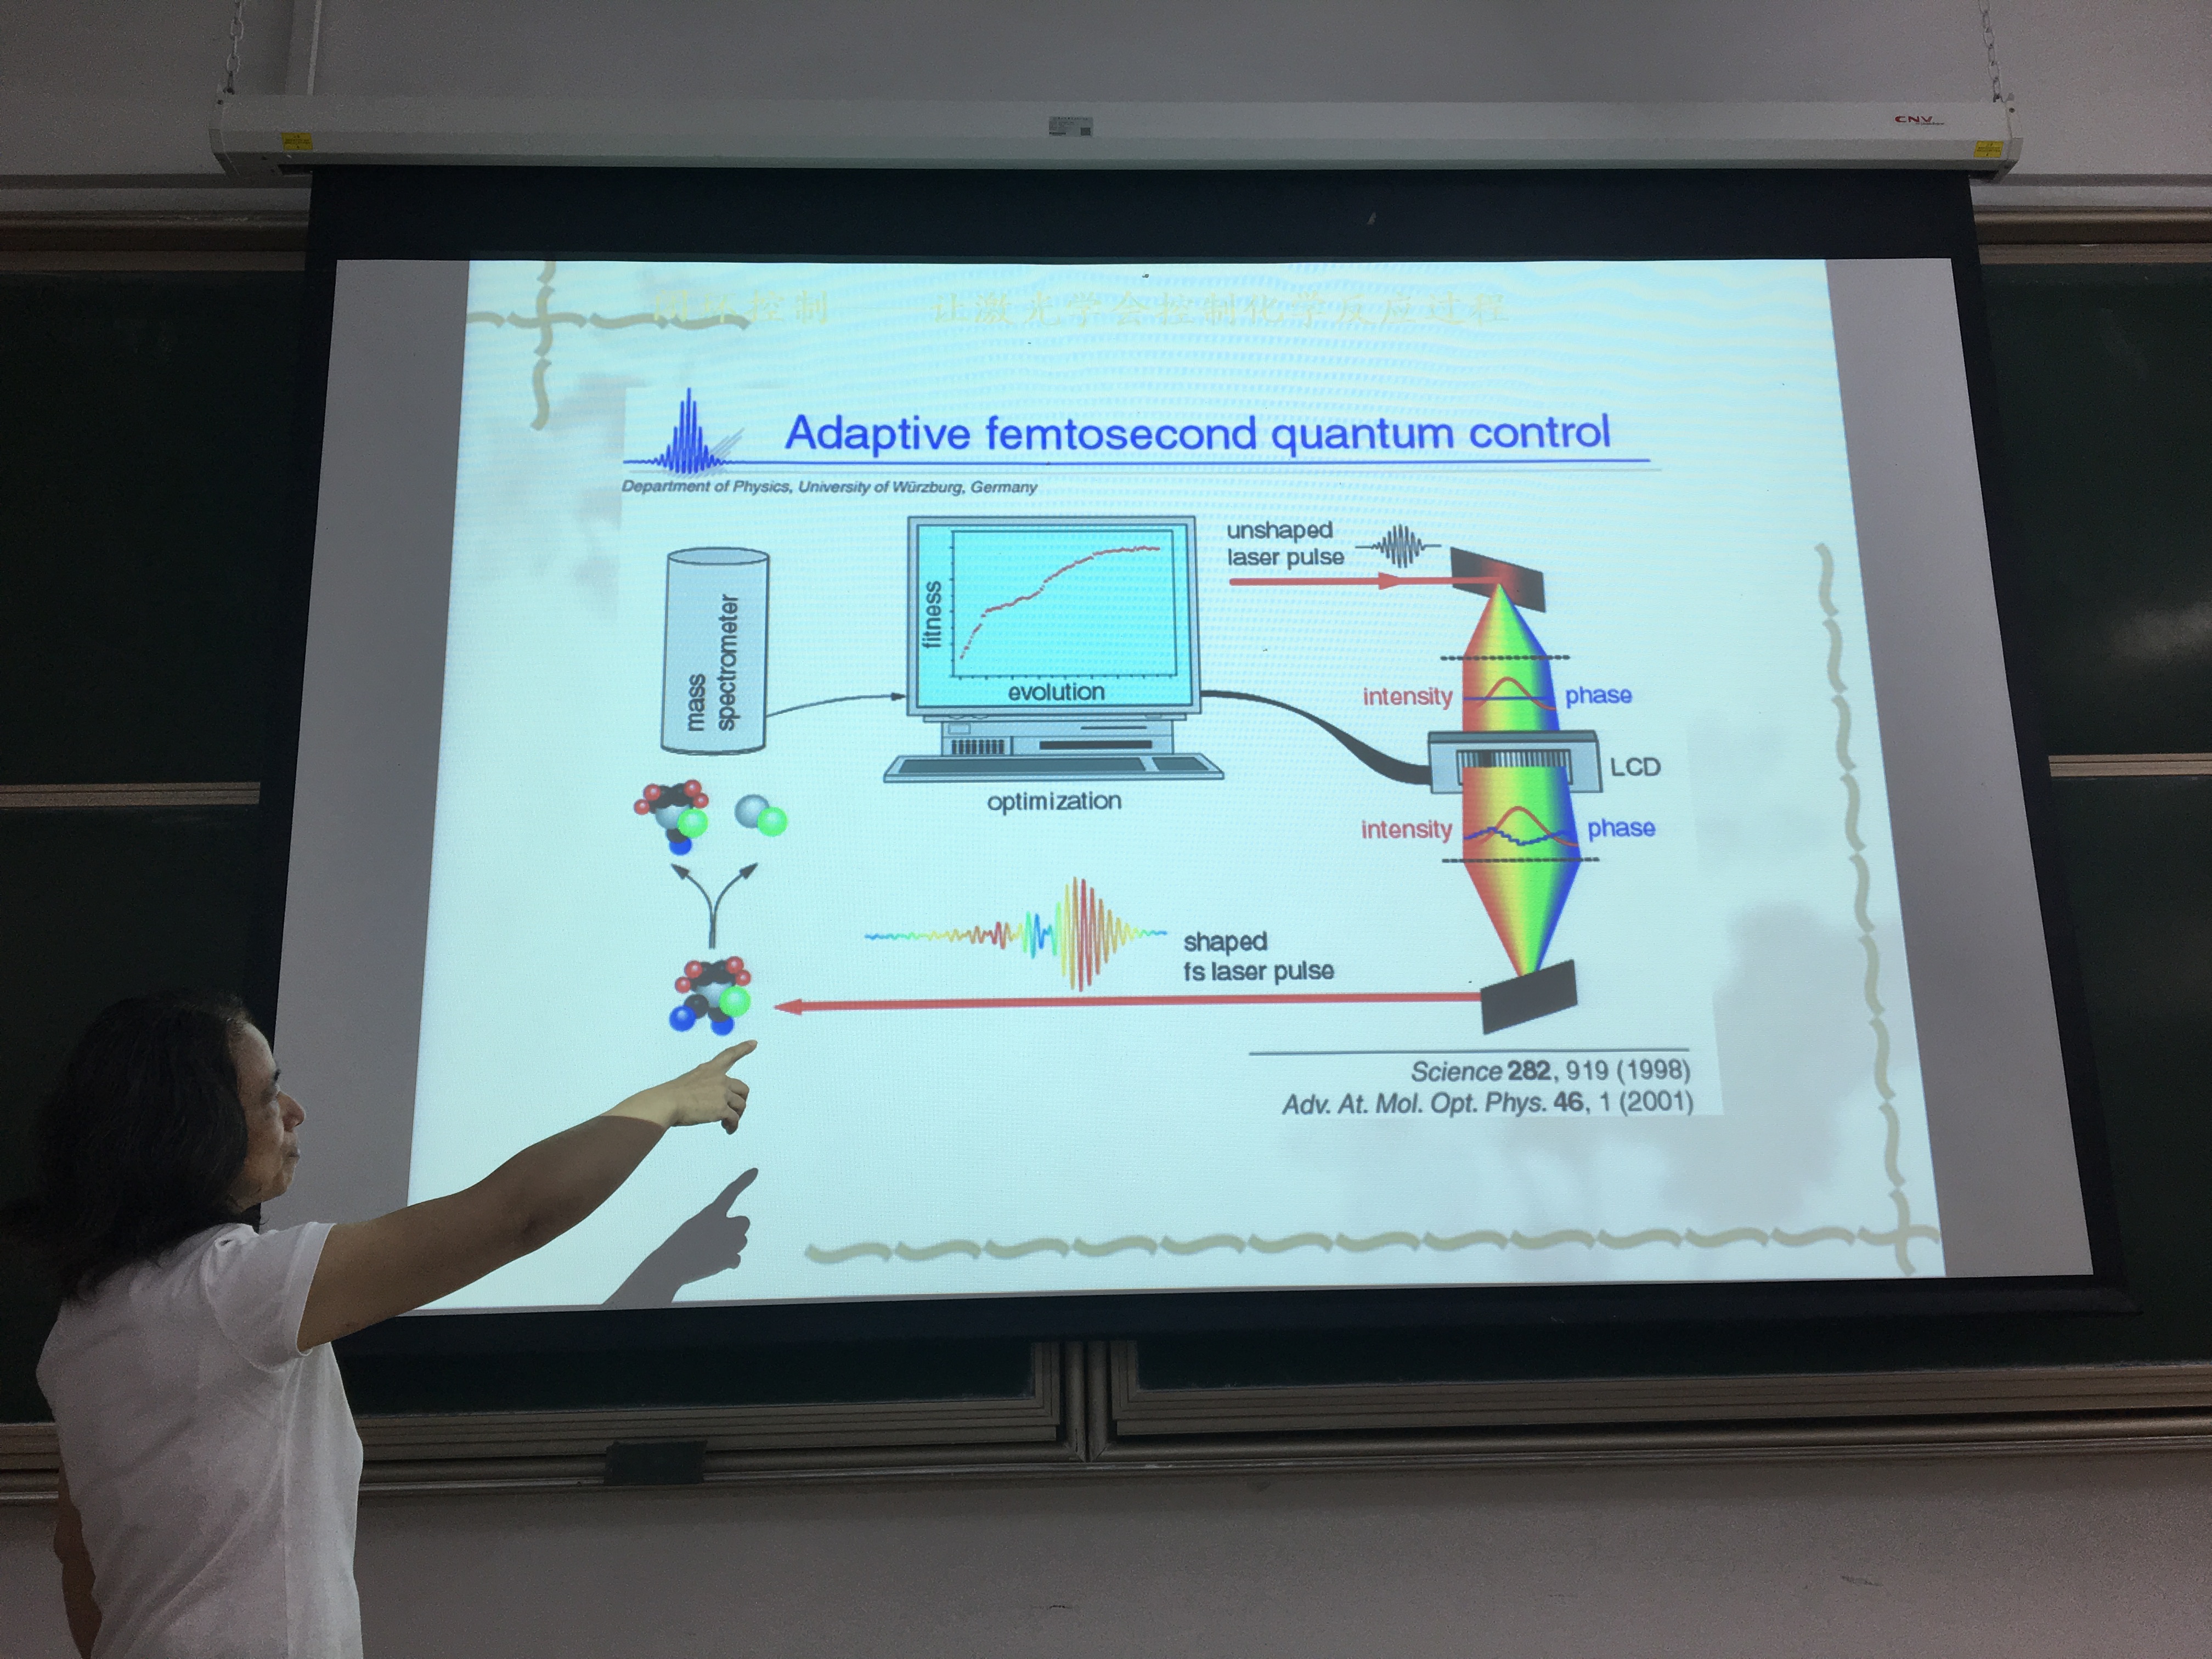 CNV
闭环控制 让激光学会控制化学反应过程
Adaptive femtosecond quantum control
Department of Physics, University of Würzburg, Germany
mass
spectrometer
fitness
evolution
optimization
unshaped
laser pulse
intensity
phase
LCD
intensity
phase
shaped
fs laser pulse
Science 282, 919 (1998)
Adv. At. Mol. Opt. Phys. 46, 1 (2001)